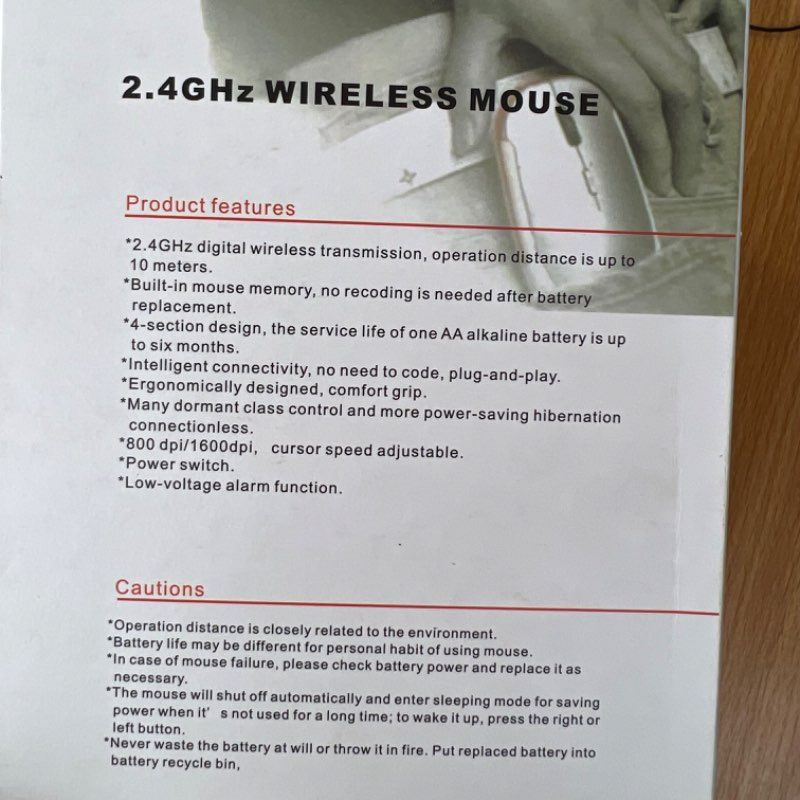 2.4GHz WIRELESS MOUSE
Product features
*2.4GHz digital wireless transmission, operation distance is up to
10 meters.
*Built-in mouse memory, no recoding is needed after battery
replacement.
*4-section design, the service life of one AA alkaline battery is up
to six months.
*Intelligent connectivity, no need to code, plug-and-play.
*Ergonomically designed, comfort grip.
*Many dormant class control and more power-saving hibernation
connectionless.
*800 dpi/1600dpi, cursor speed adjustable.
*Power switch.
*Low-voltage alarm function.
Cautions
*Operation distance is closely related to the environment.
*Battery life may be different for personal habit of using mouse.
*In case of mouse failure, please check battery power and replace it as
necessary.
*The mouse will shut off automatically and enter sleeping mode for saving
power when it' s not used for a long time; to wake it up, press the right or
left button.
*Never waste the battery at will or throw it in fire. Put replaced battery into
battery recycle bin,